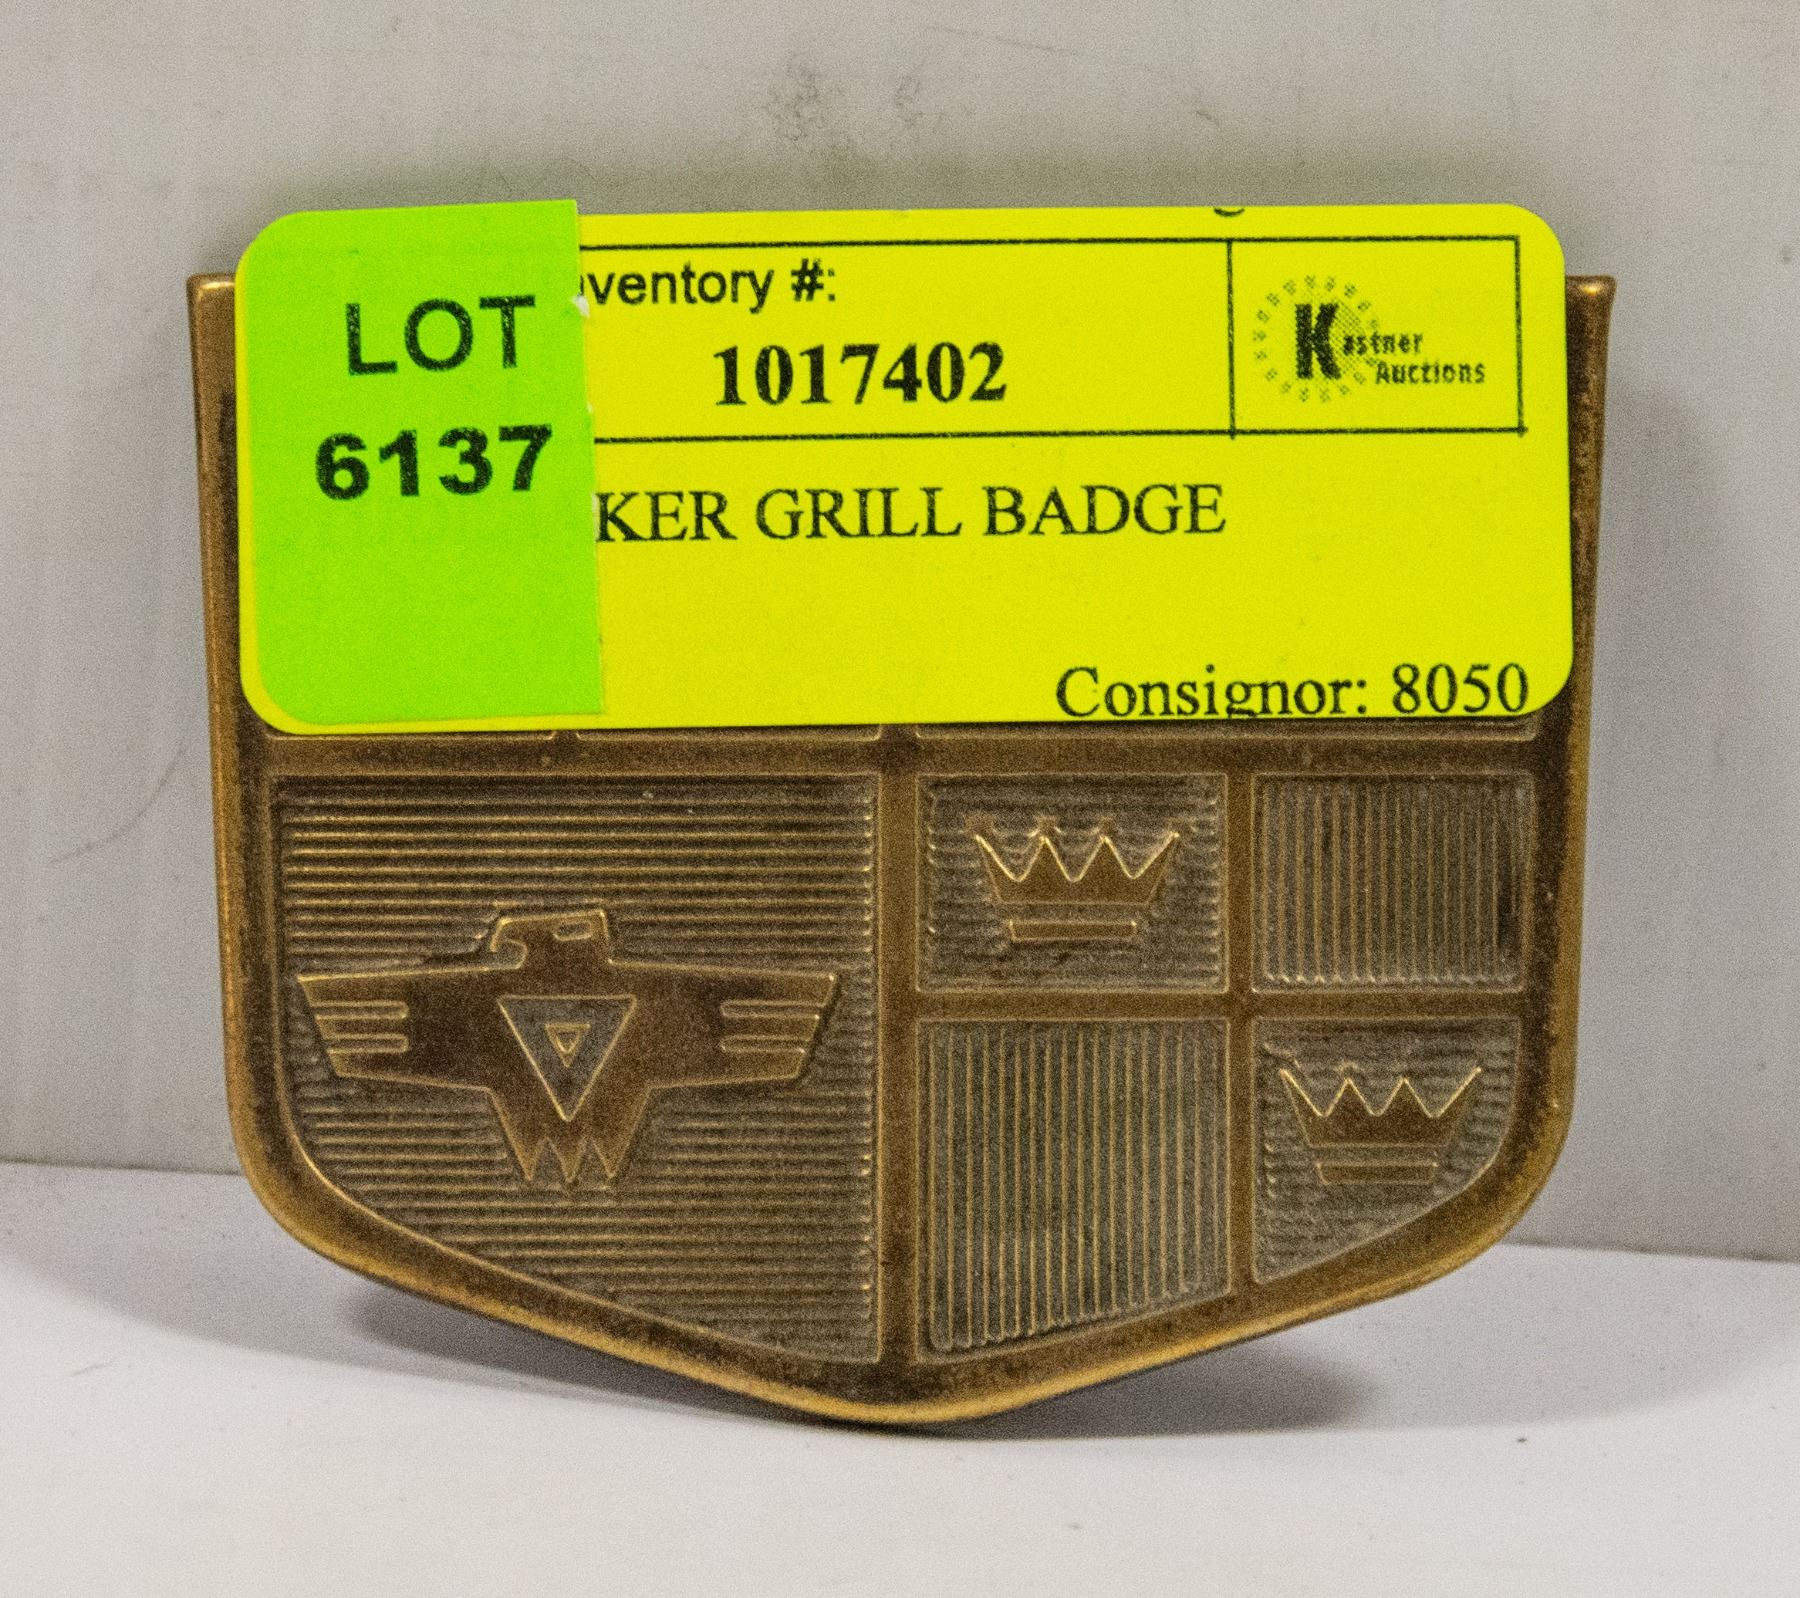 LOT
6137
ventory #:
1017402
Kastner
Auctions
KER GRILL BADGE
Consignor: 8050